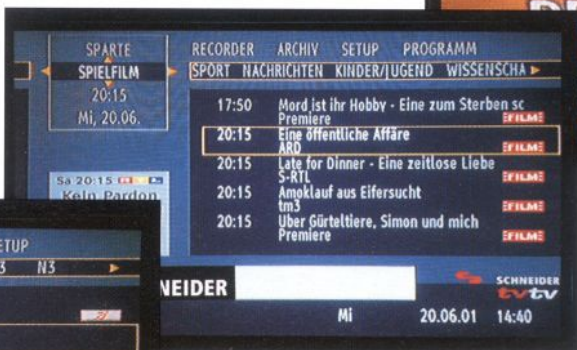 SPARTE RECORDER ARCHIV SETUP PROGRAMM
SPIELFILM SPORT NACHRICHTEN KINDER/JUGEND WISSENSCHA
20:15
Mi, 20.06.
17:50 Mord ist ihr Hobby - Eine zum Sterben sc
Premiere FILM
20:15 Eine öffentliche Affäre
ARD FILM
20:15 Late for Dinner - Eine zeitlose Liebe
S-RTL FILM
20:15 Amoklauf aus Eifersucht
tm3 FILM
20:15 Über Gürteltiere, Simon und mich
Premiere FILM
Sa 20:15
Kein Pardon
ETUP
3 N3
NEIDER
SCHNEIDER
tvtv
Mi 20.06.01 14:40